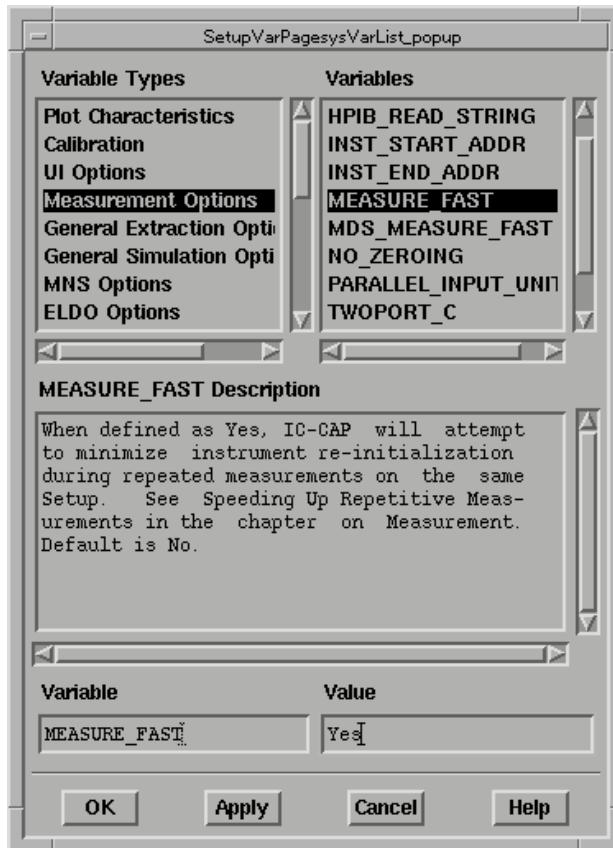 SetupVarPagesysVarList_popup
Variable Types
Plot Characteristics
Calibration
UI Options
Measurement Options
General Extraction Opti
General Simulation Opti
MNS Options
ELDO Options
Variables
HPIB_READ_STRING
INST_START_ADDR
INST_END_ADDR
MEASURE_FAST
MDS_MEASURE_FAST
NO_ZEROING
PARALLEL_INPUT_UNIT
TWOPORT_C
MEASURE_FAST Description
When defined as Yes, IC-CAP will attempt
to minimize instrument re-initialization
during repeated measurements on the same
Setup. See Speeding Up Repetitive Meas-
urements in the chapter on Measurement.
Default is No.
Variable
MEASURE_FAST
Value
Yes
OK Apply Cancel Help